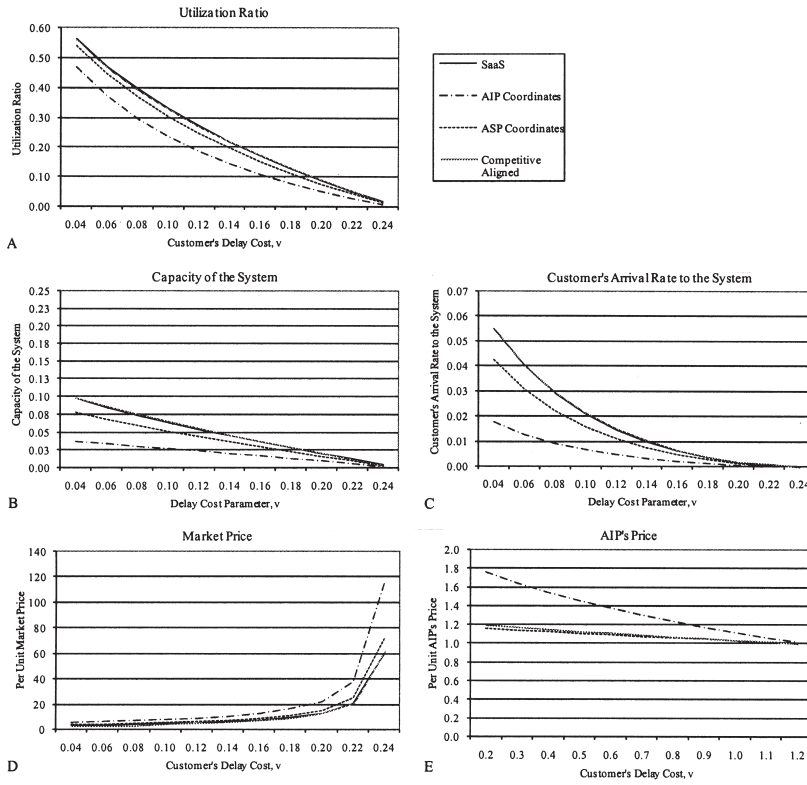 Utilization Ratio
0.60
0.50
0.40
0.30
0.20
0.10
0.00
Utilization Ratio
0.04 0.06 0.08 0.10 0.12 0.14 0.16 0.18 0.20 0.22 0.24
Customer's Delay Cost, v
A
SaaS
AIP Coordinates
ASP Coordinates
Competitive
Aligned
Capacity of the System
0.25
0.23
0.20
0.18
0.15
0.13
0.10
0.08
0.05
0.03
0.00
Capacity of the System
0.04 0.06 0.08 0.10 0.12 0.14 0.16 0.18 0.20 0.22 0.24
Delay Cost Parameter, v
B
Customer's Arrival Rate to the System
0.07
0.06
0.05
0.04
0.03
0.02
0.01
0.00
Customer's Arrival Rate to the System
0.04 0.06 0.08 0.10 0.12 0.14 0.16 0.18 0.20 0.22 0.24
Delay Cost Parameter, v
C
Market Price
140
120
100
80
60
40
20
0
Per Unit Market Price
0.04 0.06 0.08 0.10 0.12 0.14 0.16 0.18 0.20 0.22 0.24
Customer's Delay Cost, v
D
AIP's Price
2.0
1.8
1.6
1.4
1.2
1.0
0.8
0.6
0.4
0.2
0.0
Per Unit AIP's Price
0.2 0.3 0.4 0.5 0.6 0.7 0.8 0.9 1.0 1.1 1.2
Customer's Delay Cost, v
E